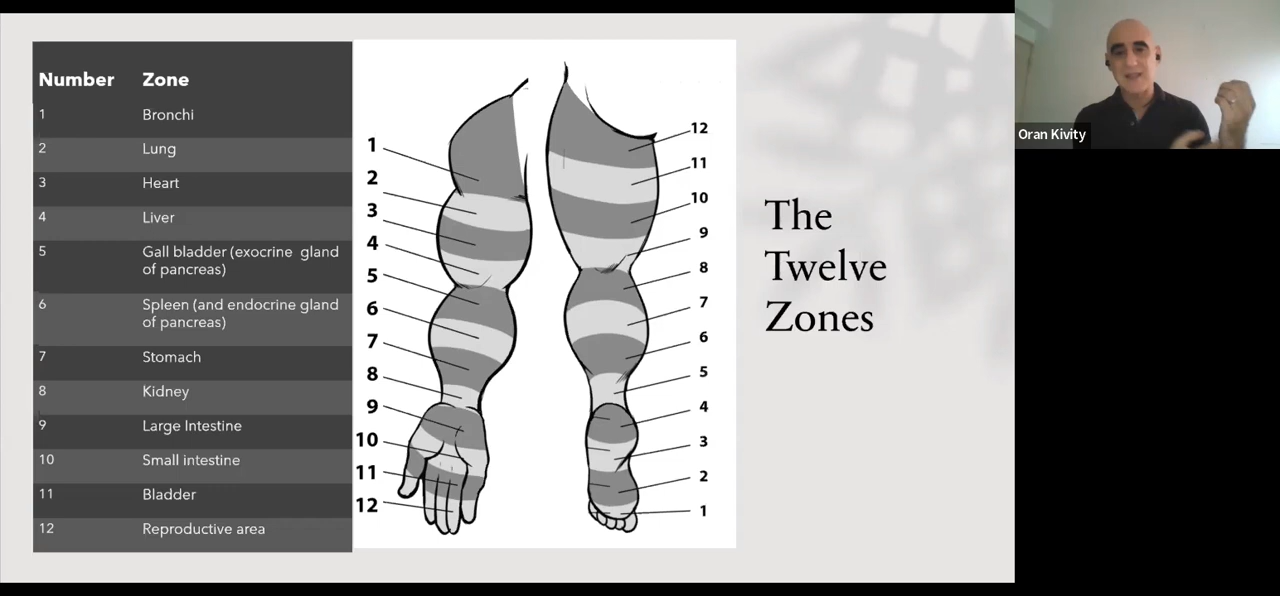 Number Zone
1 Bronchi
2 Lung
3 Heart
4 Liver
5 Gall bladder (exocrine gland
of pancreas)
6 Spleen (and endocrine gland
of pancreas)
7 Stomach
8 Kidney
9 Large Intestine
10 Small intestine
11 Bladder
12 Reproductive area
1
2
3
4
5
6
7
8
9
10
11
12
12
11
10
9
8
7
6
5
4
3
2
1
The
Twelve
Zones
Oran Kivity